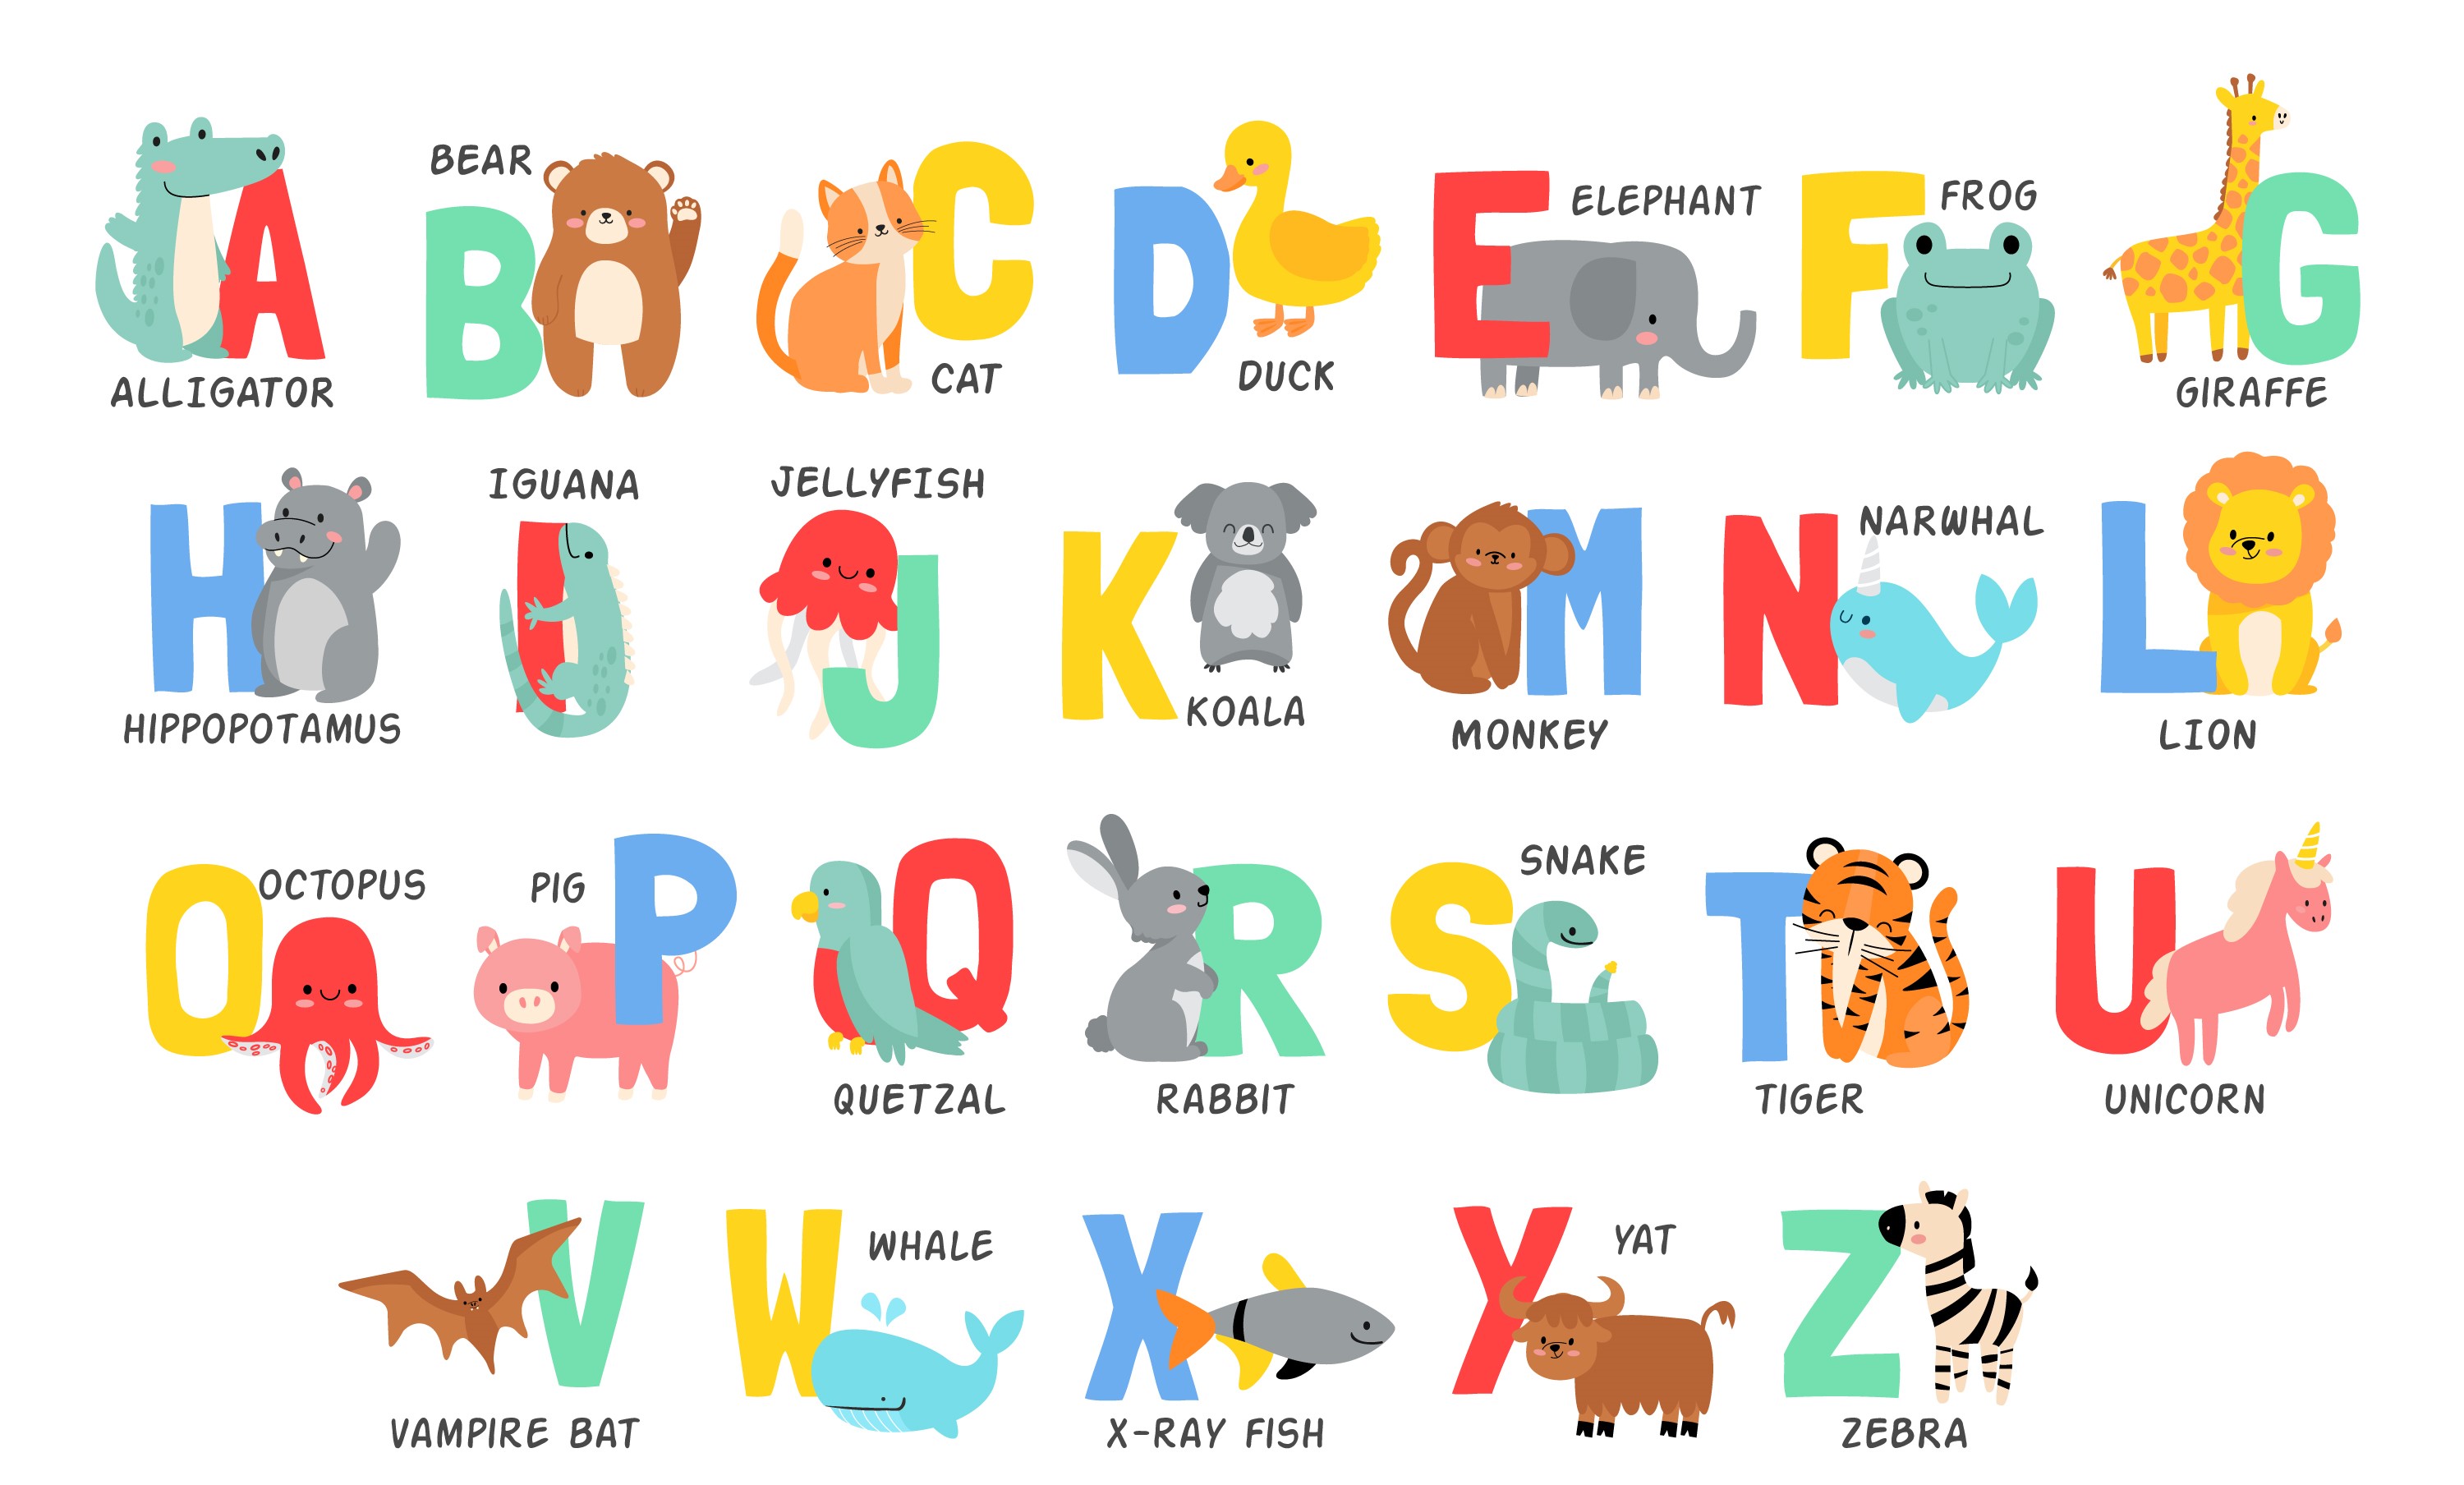 A
ALLIGATOR
BEAR
B
C
CAT
D
DUCK
E
ELEPHANT
F
FROG
G
GIRAFFE
H
HIPPOPOTAMUS
IGUANA
I
JELLYFISH
J
K
KOALA
M
MONKEY
N
NARWHAL
L
LION
O
OCTOPUS
PIG
P
Q
QUETZAL
R
RABBIT
S
SNAKE
T
TIGER
U
UNICORN
V
VAMPIRE BAT
W
WHALE
X
X-RAY FISH
Y
YAT
Z
ZEBRA